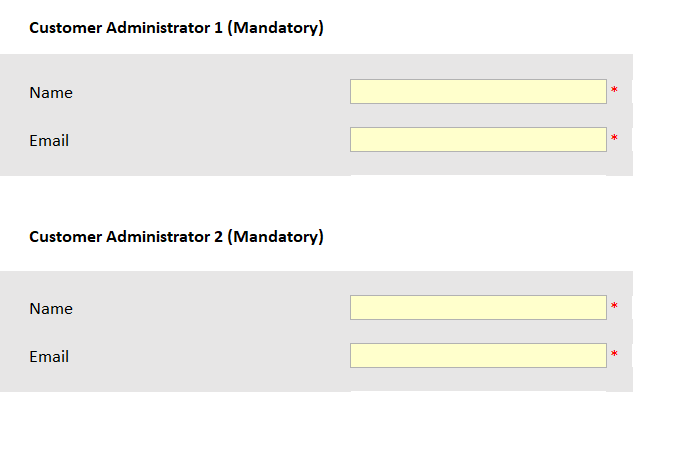 Customer Administrator 1 (Mandatory)
Name *
Email *
Customer Administrator 2 (Mandatory)
Name *
Email *